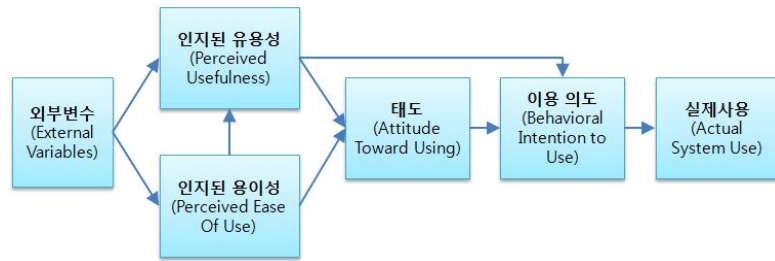 외부변수
(External
Variables)
인지된 유용성
(Perceived
Usefulness)
인지된 용이성
(Perceived Ease
Of Use)
태도
(Attitude
Toward Using)
이용 의도
(Behavioral
Intention to
Use)
실제사용
(Actual
System Use)